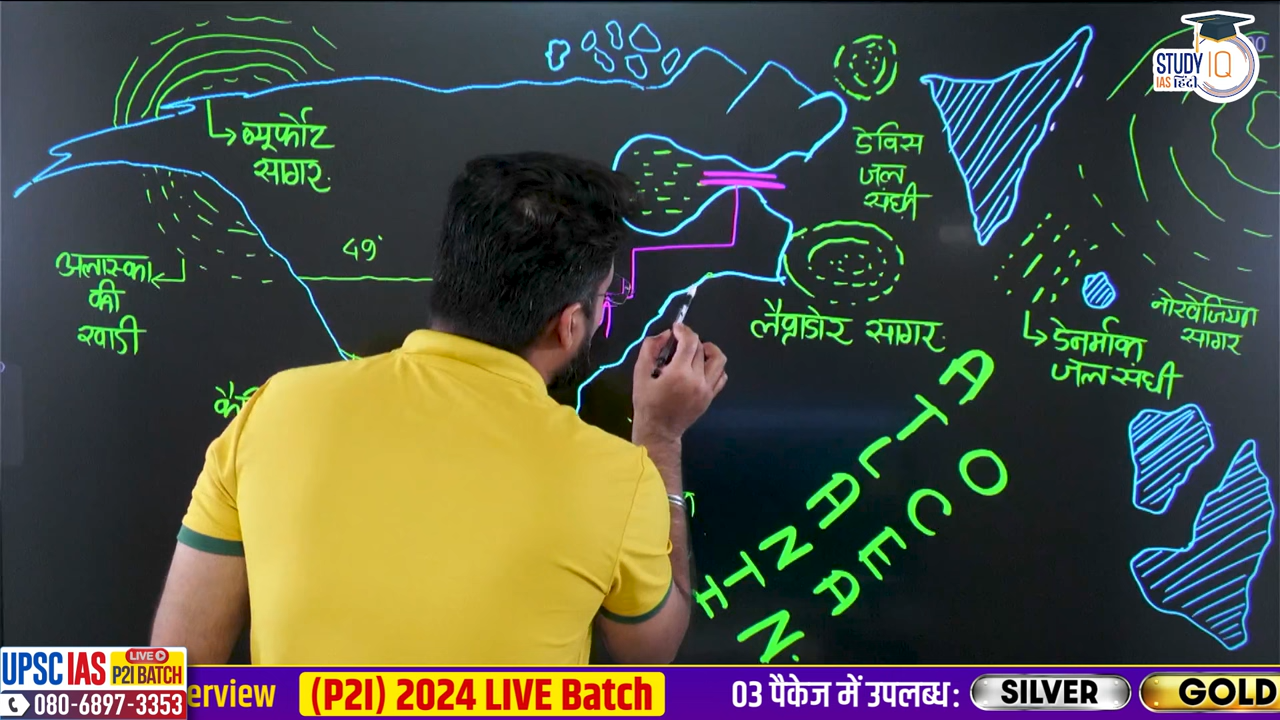 STUDY IQ
IAS हिंदी
ब्यूफोर्ट
सागर
डेविस
जल
संधी
49°
अलास्का
की
खाडी
लैब्राडोर सागर
डेनमार्क
जल संधी
नोरवेजियन
सागर
ATLANTIC
OCEAN
N.
UPSC IAS LIVE P2I BATCH
080-6897-3353
erview (P2I) 2024 LIVE Batch 03 पैकेज में उपलब्ध: SILVER GOLD